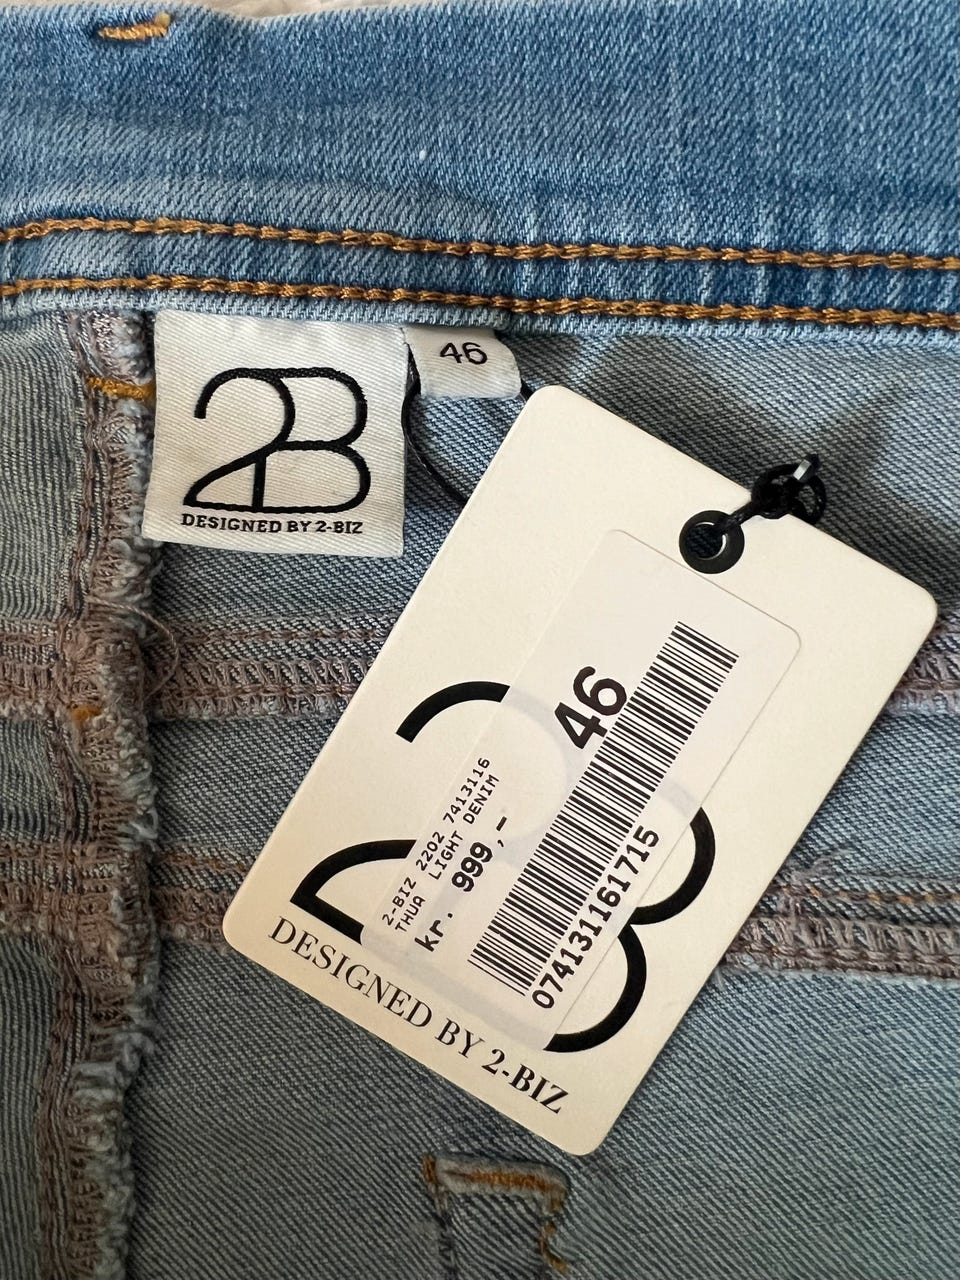 2B
DESIGNED BY 2-BIZ
46
46
2-BIZ 2202 7413116
THUA LIGHT DENIM
kr. 999,-
074131161715
2B
DESIGNED BY 2-BIZ